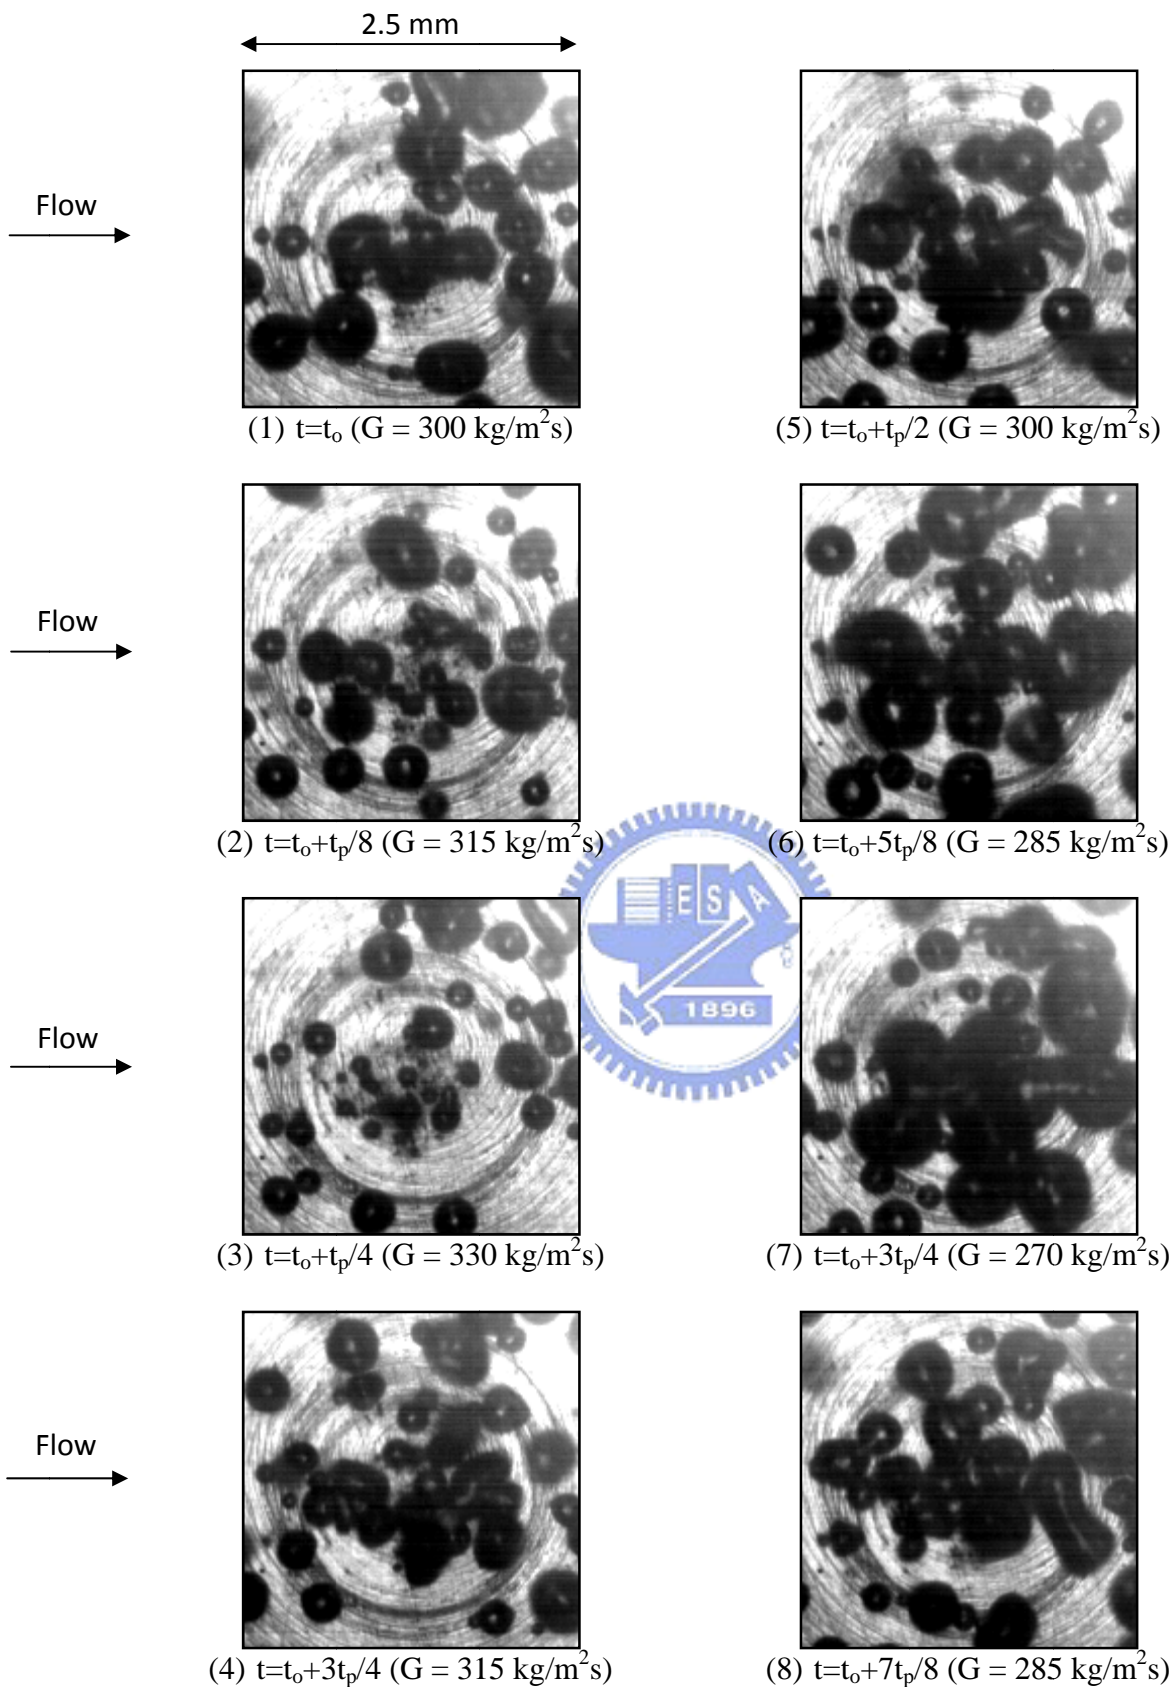 2.5 mm
Flow
(1) t=tₒ (G = 300 kg/m²s)
(5) t=tₒ+tₚ/2 (G = 300 kg/m²s)
Flow
(2) t=tₒ+tₚ/8 (G = 315 kg/m²s)
(6) t=tₒ+5tₚ/8 (G = 285 kg/m²s)
ESA
1896
Flow
(3) t=tₒ+tₚ/4 (G = 330 kg/m²s)
(7) t=tₒ+3tₚ/4 (G = 270 kg/m²s)
Flow
(4) t=tₒ+3tₚ/4 (G = 315 kg/m²s)
(8) t=tₒ+7tₚ/8 (G = 285 kg/m²s)